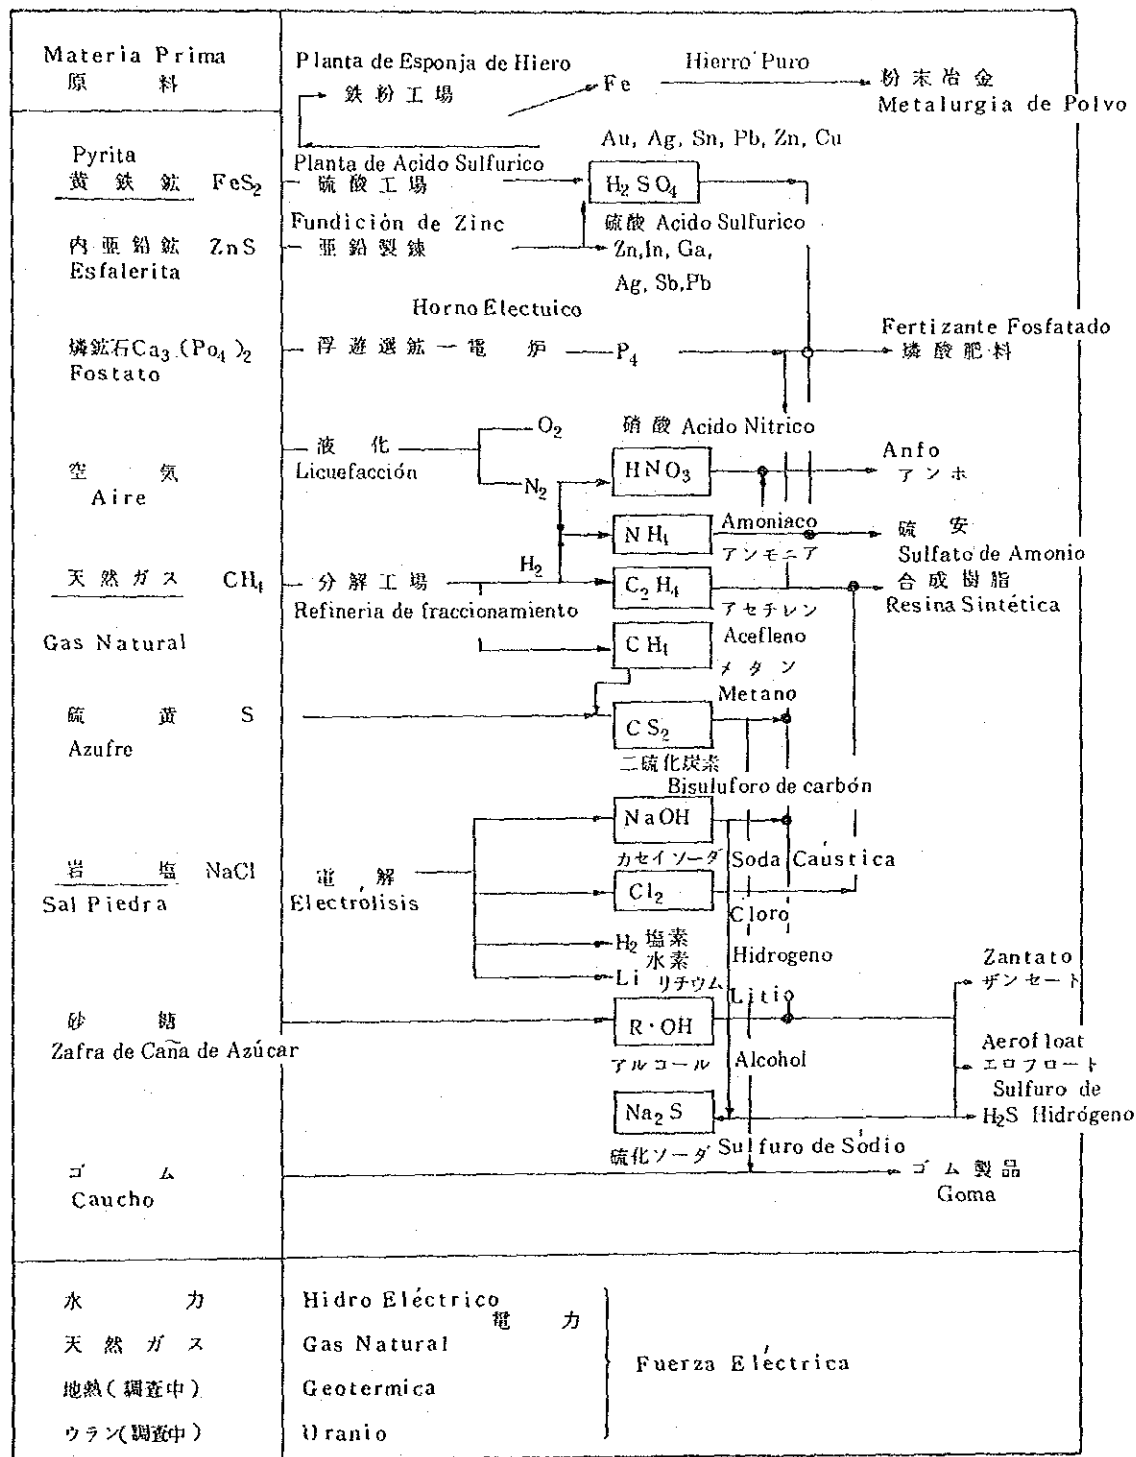 Materia Prima
原 料
Planta de Esponja de Hiero
鉄粉工場
Fe
Hierro Puro
粉末冶金
Metalurgia de Polvo
Au, Ag, Sn, Pb, Zn, Cu
Pyrita
黄鉄鉱 FeS₂
Planta de Acido Sulfurico
硫酸工場
H₂SO₄
硫酸 Acido Sulfurico
Fundición de Zinc
内亜鉛鉱 ZnS
亜鉛製錬
Zn, In, Ga,
Esfalerita
Ag, Sb, Pb
Horno Electuico
Fertizante Fosfatado
燐鉱石Ca₃(Po₄)₂
浮遊選鉱ー電炉
P₄
燐酸肥料
Fostato
O₂
硝酸 Acido Nitrico
液化
Licuefacción
Anfo
空気
N₂
HNO₃
アンホ
Aire
Amoniaco
NH₄
硫安
アンモニア
Sulfato de Amonio
H₂
天然ガス CH₄
分解工場
C₂H₄
合成樹脂
Refineria de fraccionamiento
アセチレン
Resina Sintética
Gas Natural
CH₄
Acefleno
メタン
Metano
硫黄 S
CS₂
Azufre
二硫化炭素
Bisuluforo de carbón
NaOH
カセイソーダ Soda Caústica
岩塩 NaCl
電解
Sal Piedra
Electrólisis
Cl₂
Cloro
H₂ 塩素
水素
Hidrogeno
Zantato
Li リチウム
Litio
ザンセート
砂糖
R·OH
Zafra de Caña de Azúcar
アルコール
Alcohol
Aerofloat
エロフロート
Sulfuro de
Na₂S
H₂S Hidrógeno
硫化ソーダ Sulfuro de Sódio
ゴム
ゴム製品
Caucho
Goma
水力
Hidro Eléctrico
電力
天然ガス
Gas Natural
Fuerza Eléctrica
地熱(調査中)
Geotermica
ウラン(調査中)
Uranio